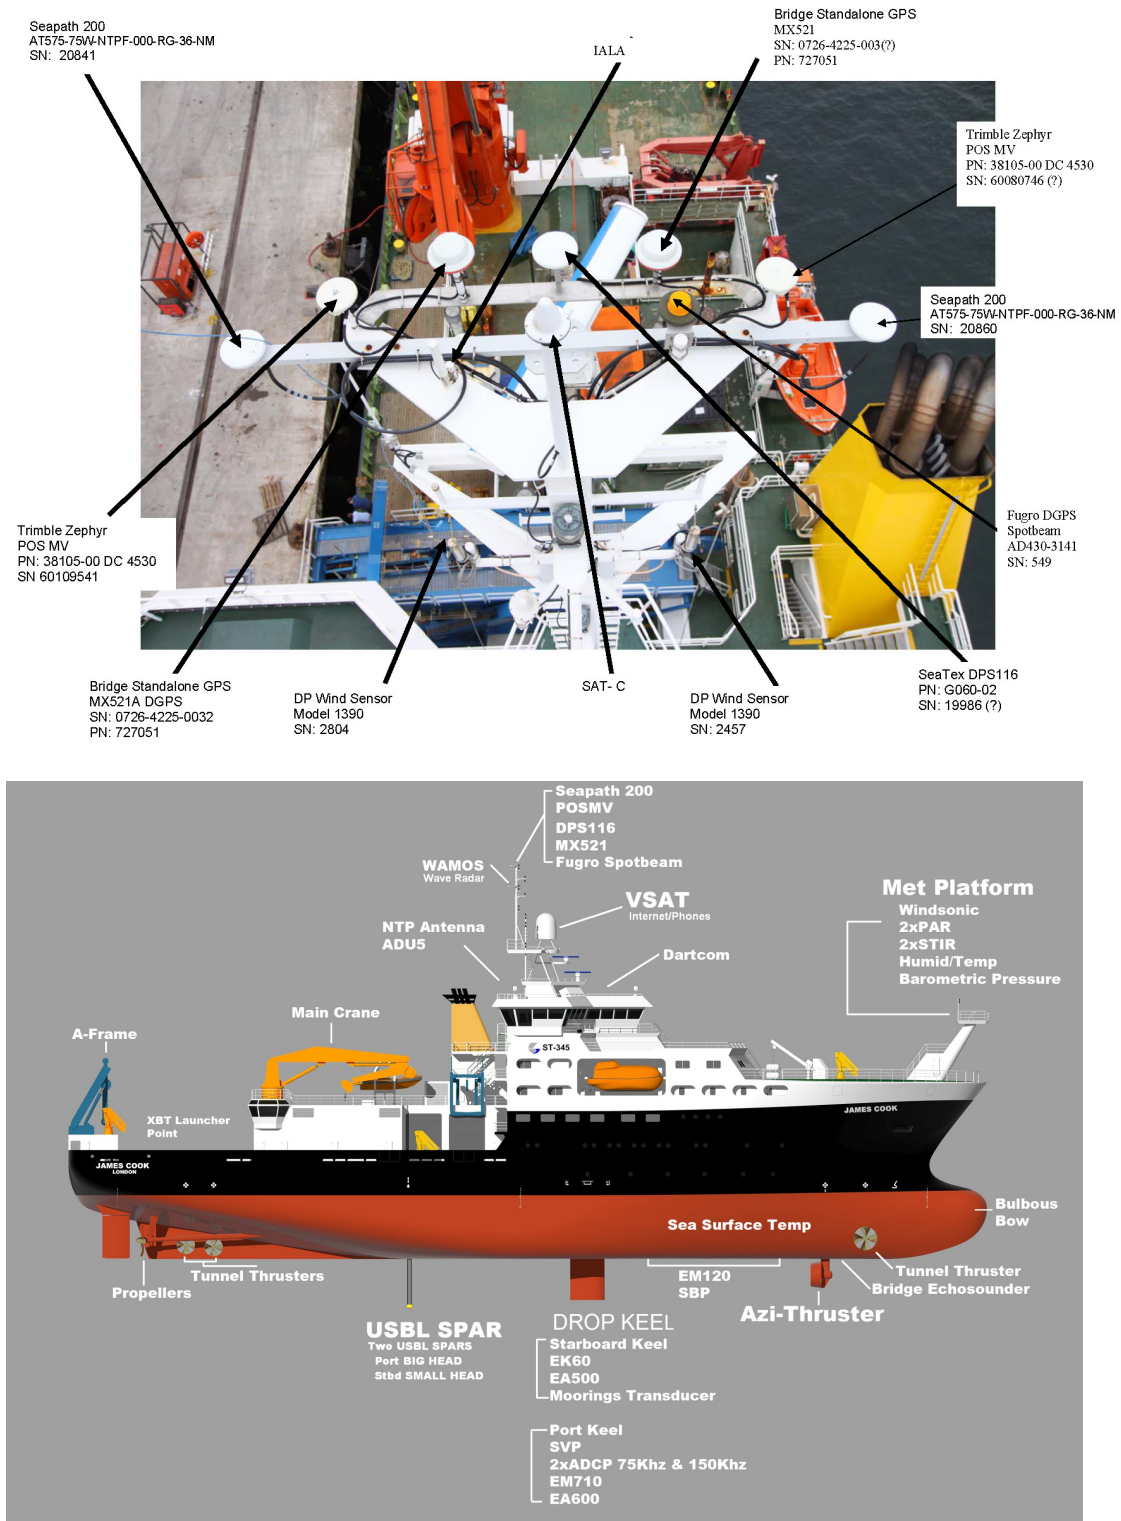 Seapath 200
AT575-75W-NTPF-000-RG-36-NM
SN: 20841
IALA
Bridge Standalone GPS
MX521
SN: 0726-4225-003(?)
PN: 727051
Trimble Zephyr
POS MV
PN: 38105-00 DC 4530
SN: 60080746 (?)
Seapath 200
AT575-75W-NTPF-000-RG-36-NM
SN: 20860
Trimble Zephyr
POS MV
PN: 38105-00 DC 4530
SN 60109541
Fugro DGPS
Spotbeam
AD430-3141
SN: 549
Bridge Standalone GPS
MX521A DGPS
SN: 0726-4225-0032
PN: 727051
DP Wind Sensor
Model 1390
SN: 2804
SAT- C
DP Wind Sensor
Model 1390
SN: 2457
SeaTex DPS116
PN: G060-02
SN: 19986 (?)
Seapath 200
POSMV
DPS116
MX521
Fugro Spotbeam
WAMOS
Wave Radar
VSAT
Internet/Phones
NTP Antenna
ADU5
Dartcom
Met Platform
Windsonic
2xPAR
2xSTIR
Humid/Temp
Barometric Pressure
Main Crane
A-Frame
ST-345
XBT Launcher
Point
JAMES COOK
JAMES COOK
LONDON
Sea Surface Temp
Bulbous
Bow
Tunnel Thrusters
Propellers
EM120
SBP
Tunnel Thruster
Bridge Echosounder
Azi-Thruster
USBL SPAR
Two USBL SPARS
Port BIG HEAD
Stbd SMALL HEAD
DROP KEEL
Starboard Keel
EK60
EA500
Moorings Transducer
Port Keel
SVP
2xADCP 75Khz & 150Khz
EM710
EA600